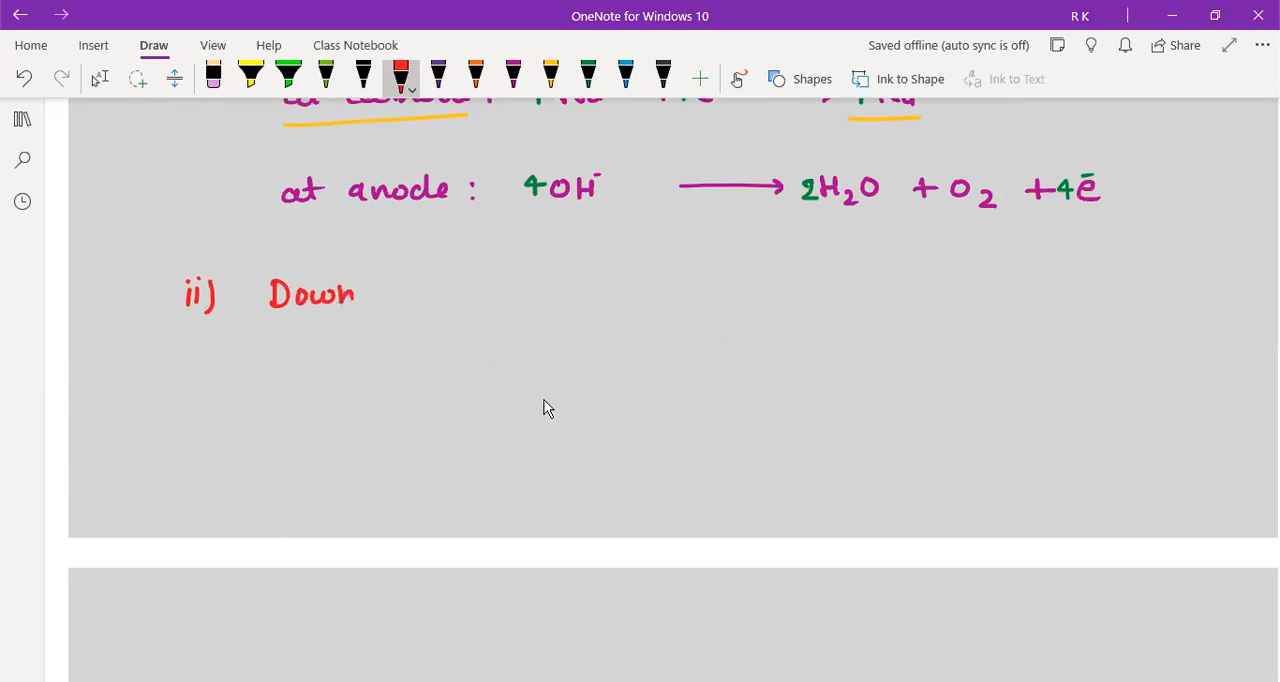 OneNote for Windows 10
R K
Home Insert Draw View Help Class Notebook
Saved offline (auto sync is off) Share
Shapes Ink to Shape Ink to Text
at anode : 4OH⁻ ⟶ 2H₂O + O₂ + 4e⁻
ii) Down